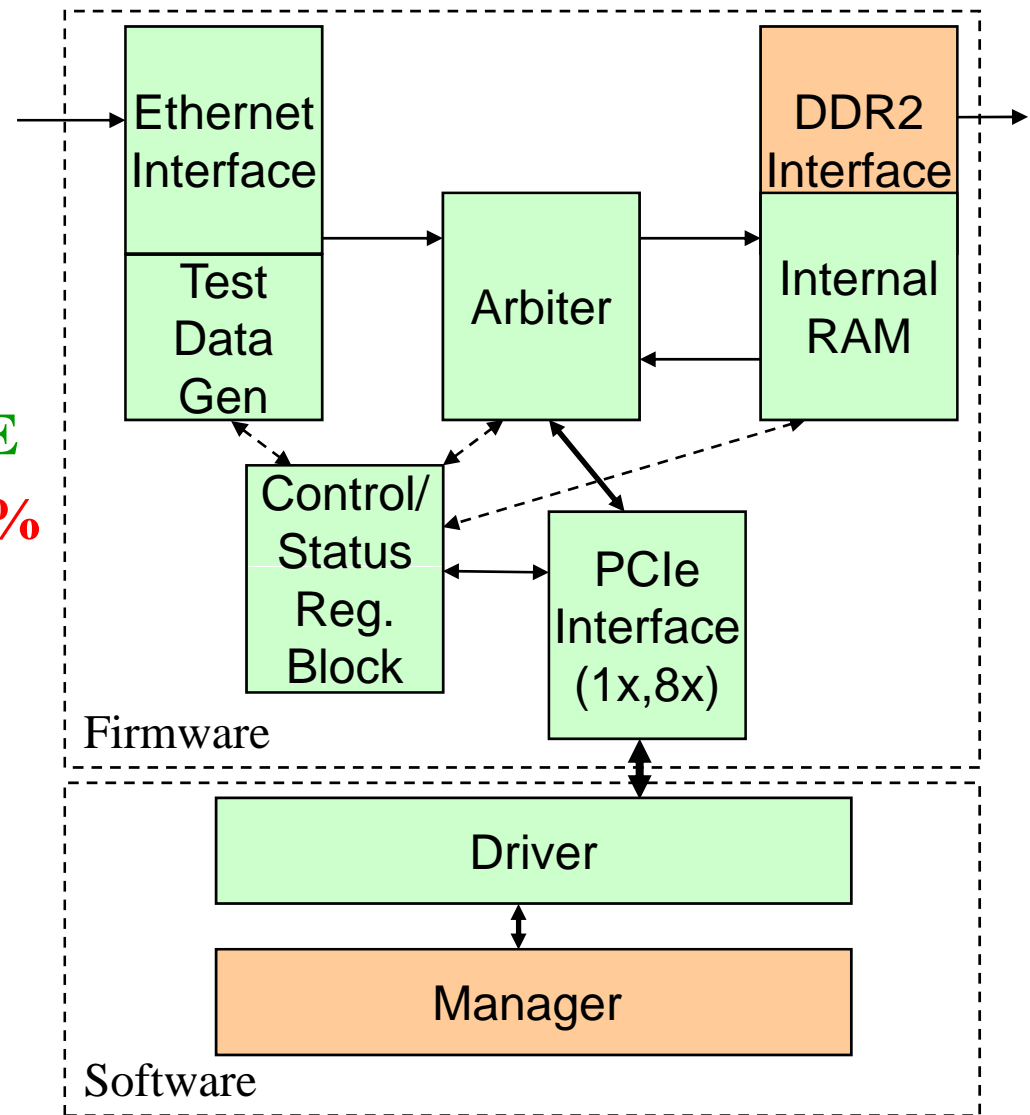 Ethernet
Interface
DDR2
Interface
Test
Data
Gen
Arbiter
Internal
RAM
E
%
Control/
Status
Reg.
Block
PCIe
Interface
(1x,8x)
Firmware
Driver
Manager
Software